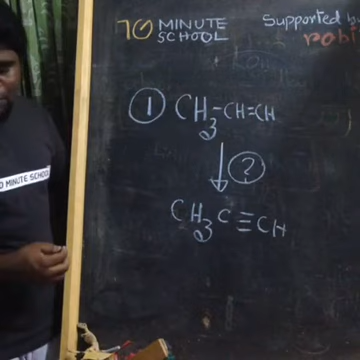 10 MINUTE SCHOOL
Supported by
robi
① CH₃-CH=CH
?
CH₃C≡CH
10 MINUTE SCHOOL